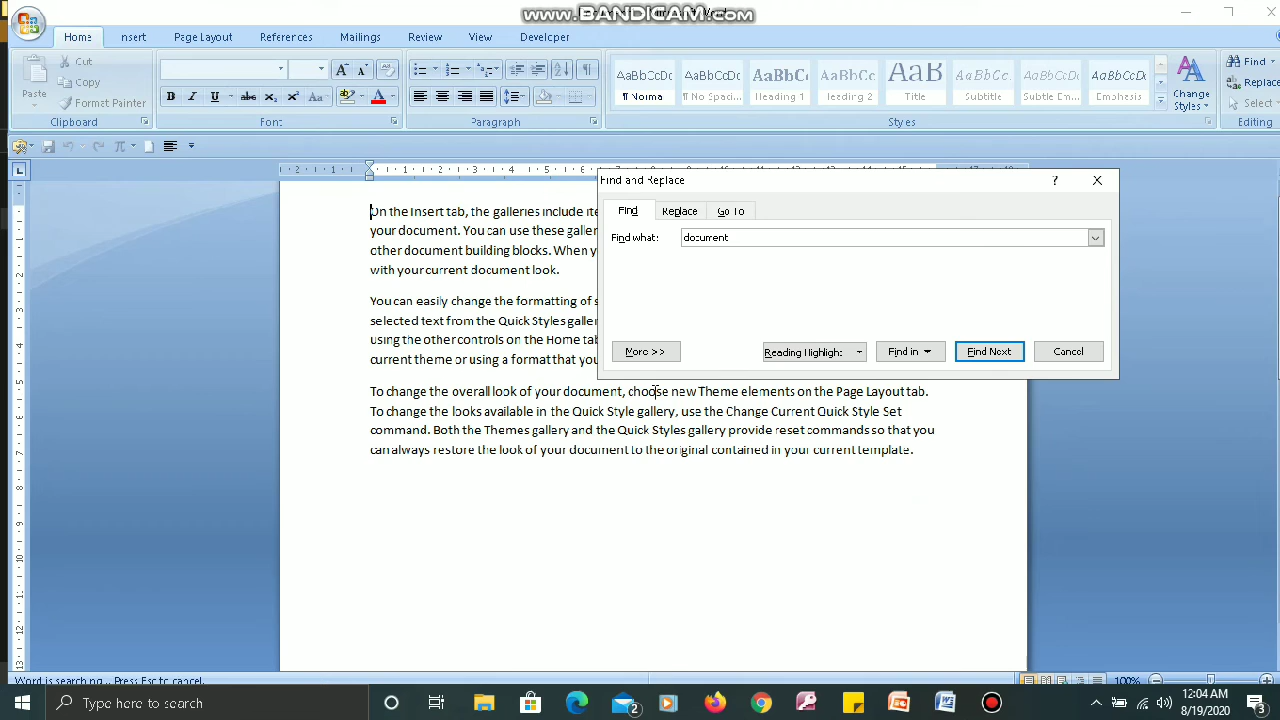 www.BANDICAM.com
Home Insert Page Layout References Mailings Review View Developer
Paste Cut Copy Format Painter
AaBbCcDc AaBbCcDc AaBbCc AaBbCc AaB AaBbCcI AaBbCcDc AaBbCcDc
¶ Norma ¶ No Spaci... Heading 1 Heading 2 Title Subtitle Subtle Em... Emphasis
Change Styles
Find Replace Select
B I U abc X₂ X² Aa A
Clipboard Font Paragraph Styles Editing
Find and Replace
Find Replace Go To
Find what: document
More >> Reading Highligh Find in Find Next Cancel
On the Insert tab, the galleries include ite
your document. You can use these galler
other document building blocks. When y
with your current document look.
You can easily change the formatting of s
selected text from the Quick Styles galler
using the other controls on the Home tab
current theme or using a format that you
To change the overall look of your document, choose new Theme elements on the Page Layout tab.
To change the looks available in the Quick Style gallery, use the Change Current Quick Style Set
command. Both the Themes gallery and the Quick Styles gallery provide reset commands so that you
can always restore the look of your document to the original contained in your current template.
Word is searching... Press Esc to cancel. 100%
Type here to search
2
12:04 AM
8/19/2020
3